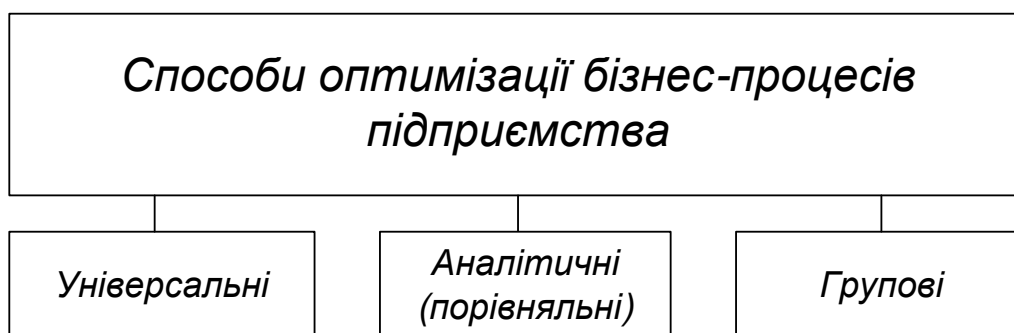 Способи оптимізації бізнес-процесів
підприємства
Універсальні
Аналітичні
(порівняльні)
Групові